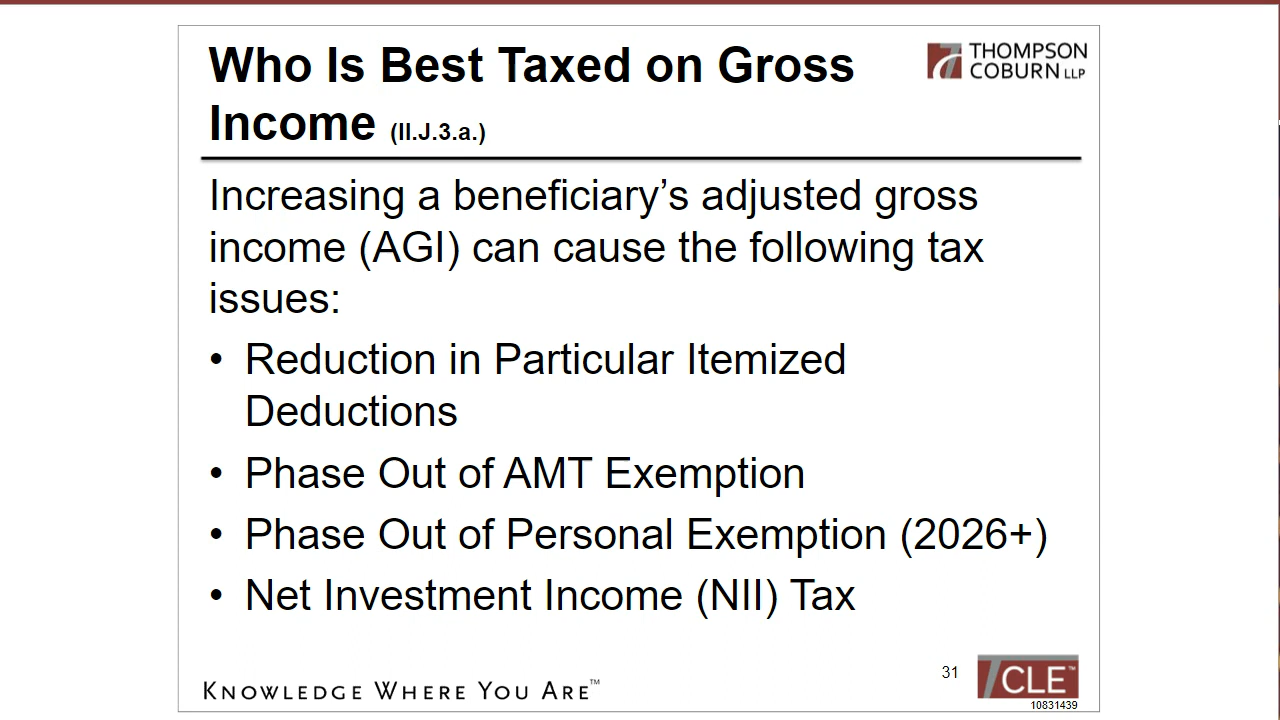 Who Is Best Taxed on Gross
Income (II.J.3.a.)
THOMPSON
COBURN LLP
Increasing a beneficiary’s adjusted gross
income (AGI) can cause the following tax
issues:
• Reduction in Particular Itemized
Deductions
• Phase Out of AMT Exemption
• Phase Out of Personal Exemption (2026+)
• Net Investment Income (NII) Tax
KNOWLEDGE WHERE YOU ARE™
31
CLE™
10831439